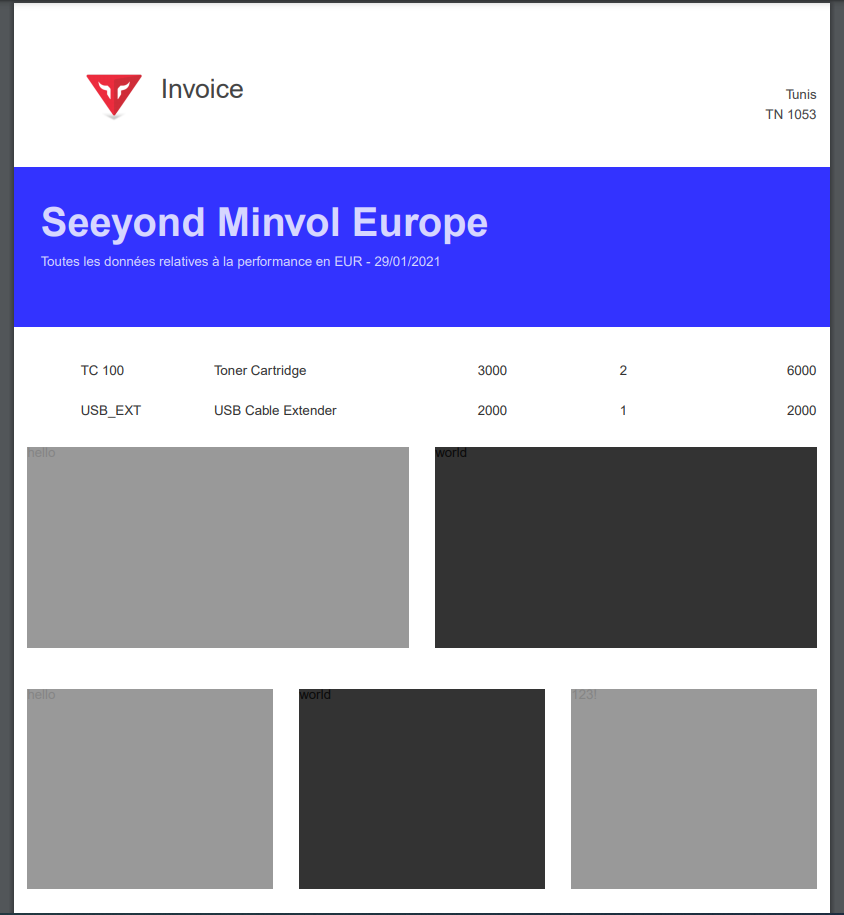 Invoice
Tunis
TN 1053
Seeyond Minvol Europe
Toutes les données relatives à la performance en EUR - 29/01/2021
TC 100 Toner Cartridge 3000 2 6000
USB_EXT USB Cable Extender 2000 1 2000
hello world
hello world 123!